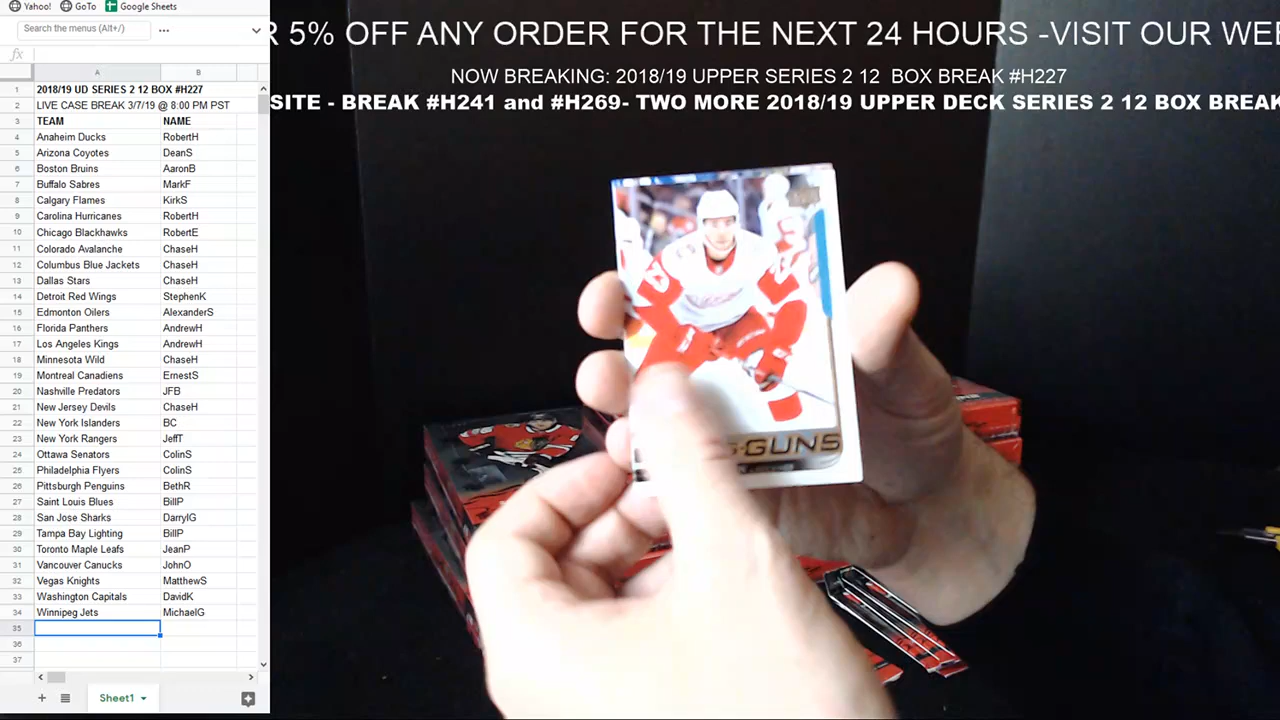 Yahoo! GoTo Google Sheets
Search the menus (Alt+/)
fx
A B
1 2018/19 UD SERIES 2 12 BOX #H227
2 LIVE CASE BREAK 3/7/19 @ 8:00 PM PST
3 TEAM NAME
4 Anaheim Ducks RobertH
5 Arizona Coyotes DeanS
6 Boston Bruins AaronB
7 Buffalo Sabres MarkF
8 Calgary Flames KirkS
9 Carolina Hurricanes RobertH
10 Chicago Blackhawks RobertE
11 Colorado Avalanche ChaseH
12 Columbus Blue Jackets ChaseH
13 Dallas Stars ChaseH
14 Detroit Red Wings StephenK
15 Edmonton Oilers AlexanderS
16 Florida Panthers AndrewH
17 Los Angeles Kings AndrewH
18 Minnesota Wild ChaseH
19 Montreal Canadiens ErnestS
20 Nashville Predators JFB
21 New Jersey Devils ChaseH
22 New York Islanders BC
23 New York Rangers JeffT
24 Ottawa Senators ColinS
25 Philadelphia Flyers ColinS
26 Pittsburgh Penguins BethR
27 Saint Louis Blues BillP
28 San Jose Sharks DarrylG
29 Tampa Bay Lighting BillP
30 Toronto Maple Leafs JeanP
31 Vancouver Canucks JohnO
32 Vegas Knights MatthewS
33 Washington Capitals DavidK
34 Winnipeg Jets MichaelG
35
36
37
Sheet1
R 5% OFF ANY ORDER FOR THE NEXT 24 HOURS -VISIT OUR WE
NOW BREAKING: 2018/19 UPPER SERIES 2 12 BOX BREAK #H227
SITE - BREAK #H241 and #H269- TWO MORE 2018/19 UPPER DECK SERIES 2 12 BOX BREAK
GUNS